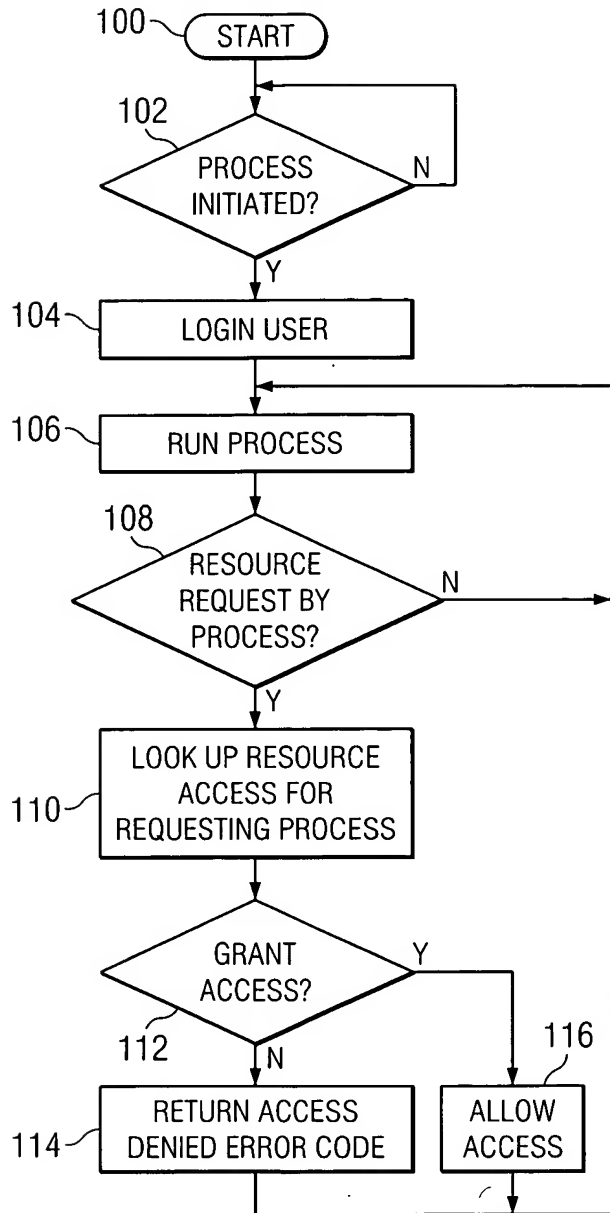 100
START
102
PROCESS
INITIATED?
N
Y
104
LOGIN USER
106
RUN PROCESS
108
RESOURCE
REQUEST BY
PROCESS?
N
Y
110
LOOK UP RESOURCE
ACCESS FOR
REQUESTING PROCESS
GRANT
ACCESS?
Y
112
N
116
114
RETURN ACCESS
DENIED ERROR CODE
ALLOW
ACCESS